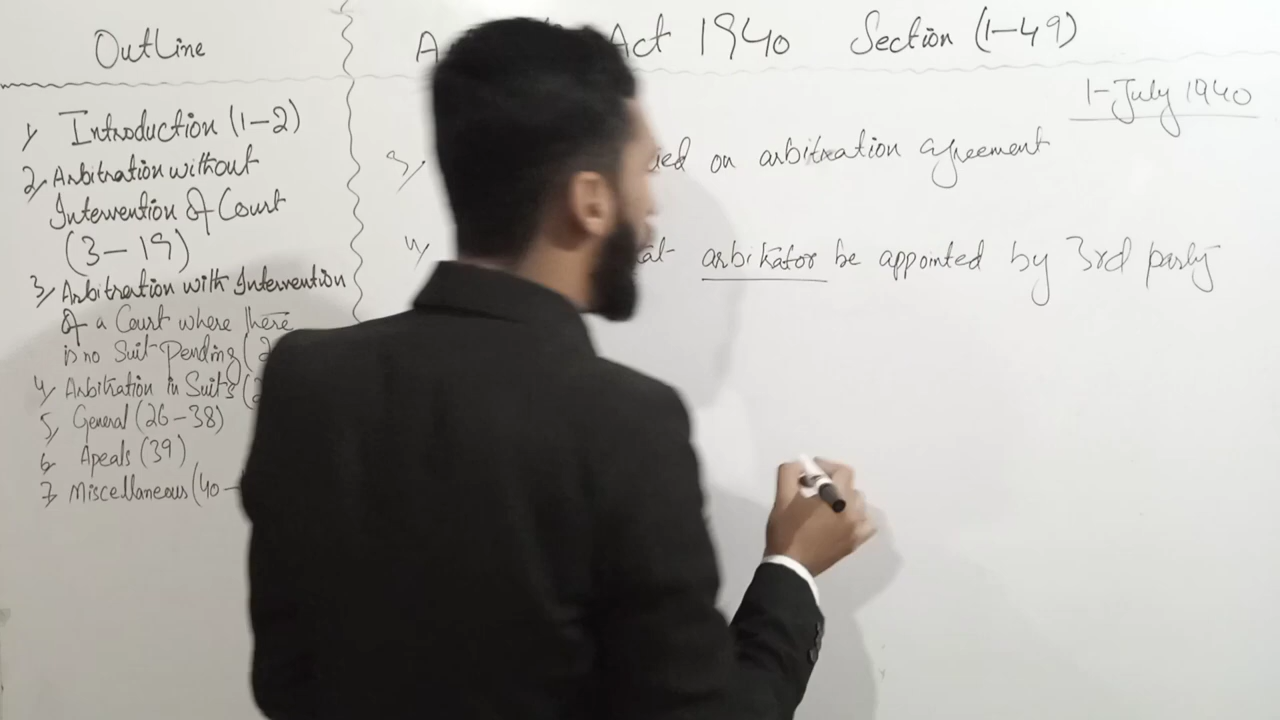 Outline
1) Introduction (1-2)
2) Arbitration without
Intervention of Court
(3-19)
3) Arbitration with Intervention
of a Court where there
is no Suit pending (2
4) Arbitration in Suits (2
5) General (26-38)
6) Apeals (39)
7) Miscellaneous (40-
A Act 1940 Section (1-49)
1-July 1940
3) on arbitration agreement
4) arbitrator be appointed by 3rd party